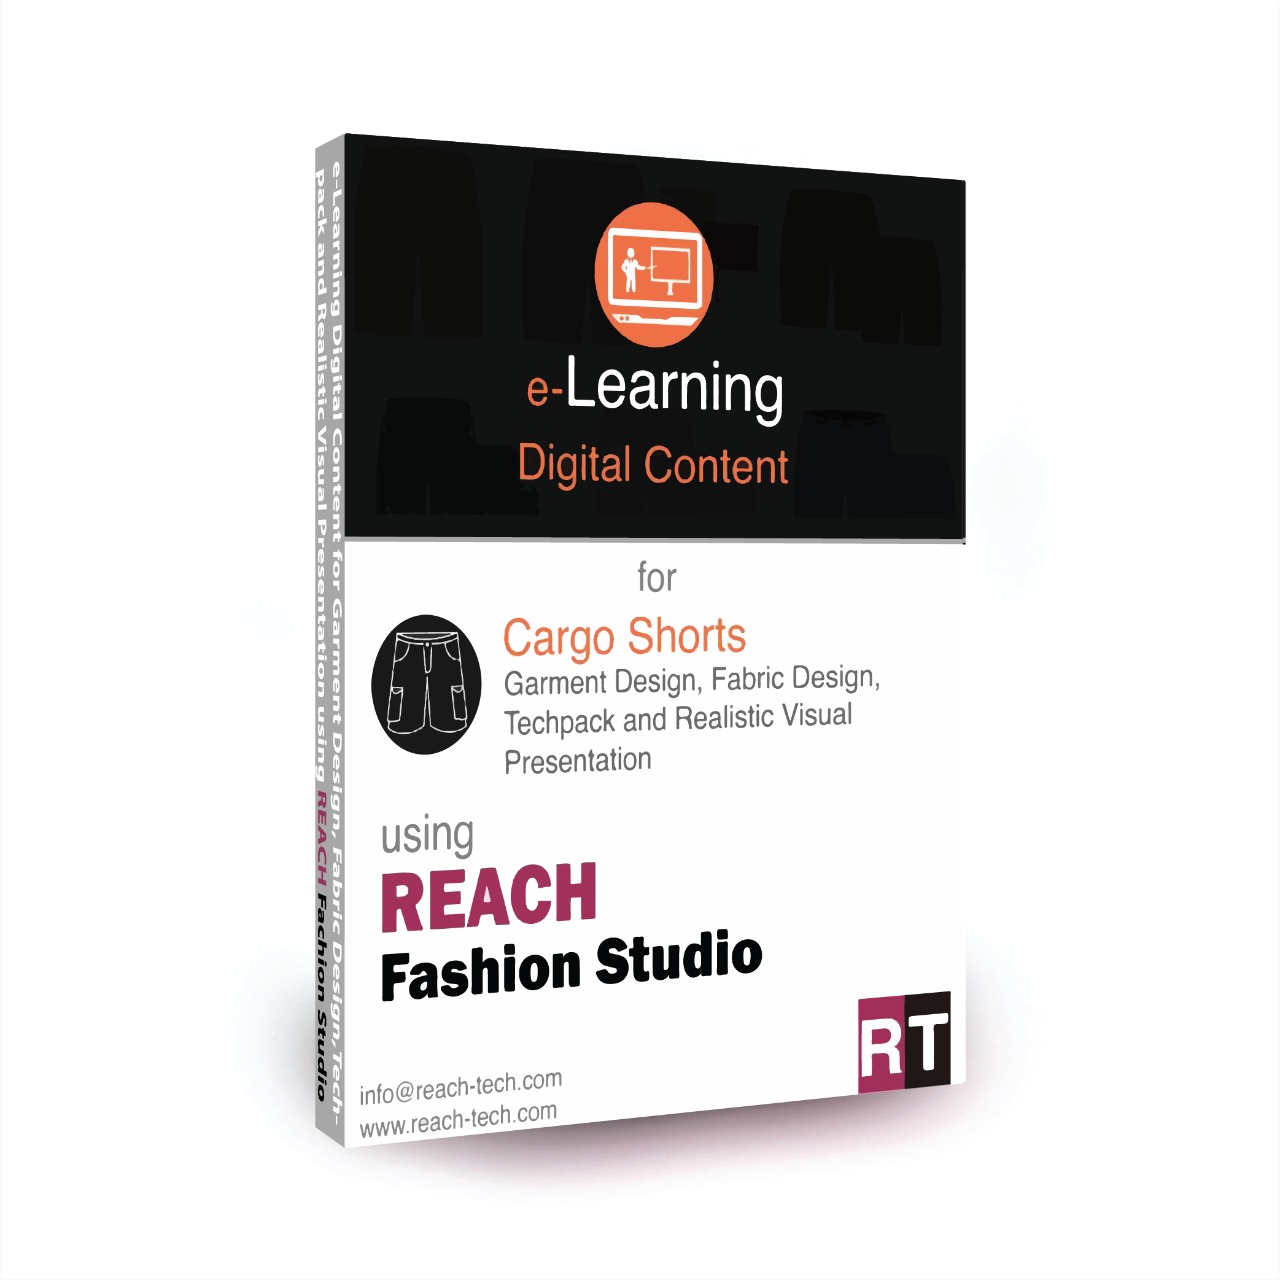 e-Learning
Digital Content
for
Cargo Shorts
Garment Design, Fabric Design,
Techpack and Realistic Visual
Presentation
using
REACH
Fashion Studio
RT
info@reach-tech.com
www.reach-tech.com
e-Learning Digital Content for Garment Design, Fabric Design, Tech-
pack and Realistic Visual Presentation using REACH Fachion Studio